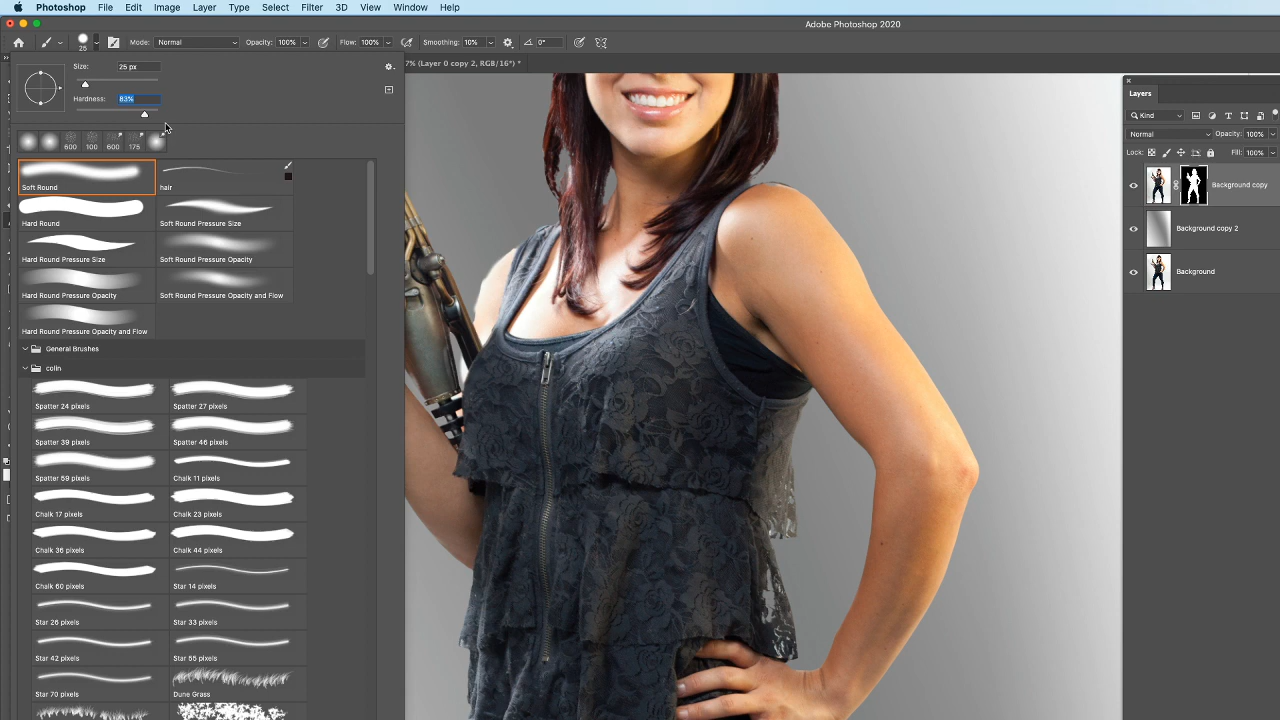 Photoshop File Edit Image Layer Type Select Filter 3D View Window Help
Adobe Photoshop 2020
25 Mode: Normal Opacity: 100% Flow: 100% Smoothing: 10% 0°
7% (Layer 0 copy 2, RGB/16*) *
Size: 25 px
Hardness: 83%
600 100 600 175
Soft Round hair
Hard Round Soft Round Pressure Size
Hard Round Pressure Size Soft Round Pressure Opacity
Hard Round Pressure Opacity Soft Round Pressure Opacity and Flow
Hard Round Pressure Opacity and Flow
General Brushes
colin
Spatter 24 pixels Spatter 27 pixels
Spatter 39 pixels Spatter 46 pixels
Spatter 59 pixels Chalk 11 pixels
Chalk 17 pixels Chalk 23 pixels
Chalk 36 pixels Chalk 44 pixels
Chalk 60 pixels Star 14 pixels
Star 26 pixels Star 33 pixels
Star 42 pixels Star 55 pixels
Star 70 pixels Dune Grass
Layers
Kind
Normal Opacity: 100%
Lock: Fill: 100%
Background copy
Background copy 2
Background